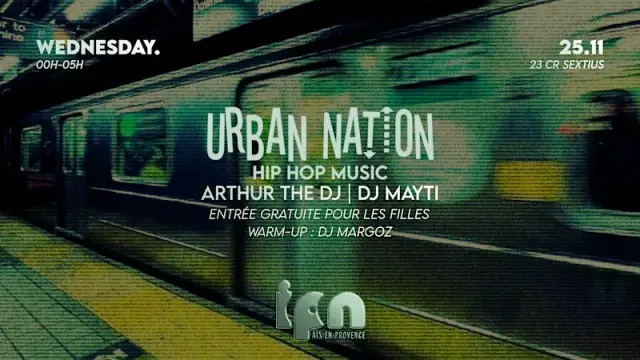 WEDNESDAY.
00H-05H
25.11
23 CR SEXTIUS
URBAN NATION
HIP HOP MUSIC
ARTHUR THE DJ | DJ MAYTI
ENTRÉE GRATUITE POUR LES FILLES
WARM-UP : DJ MARGOZ
AIX-EN-PROVENCE